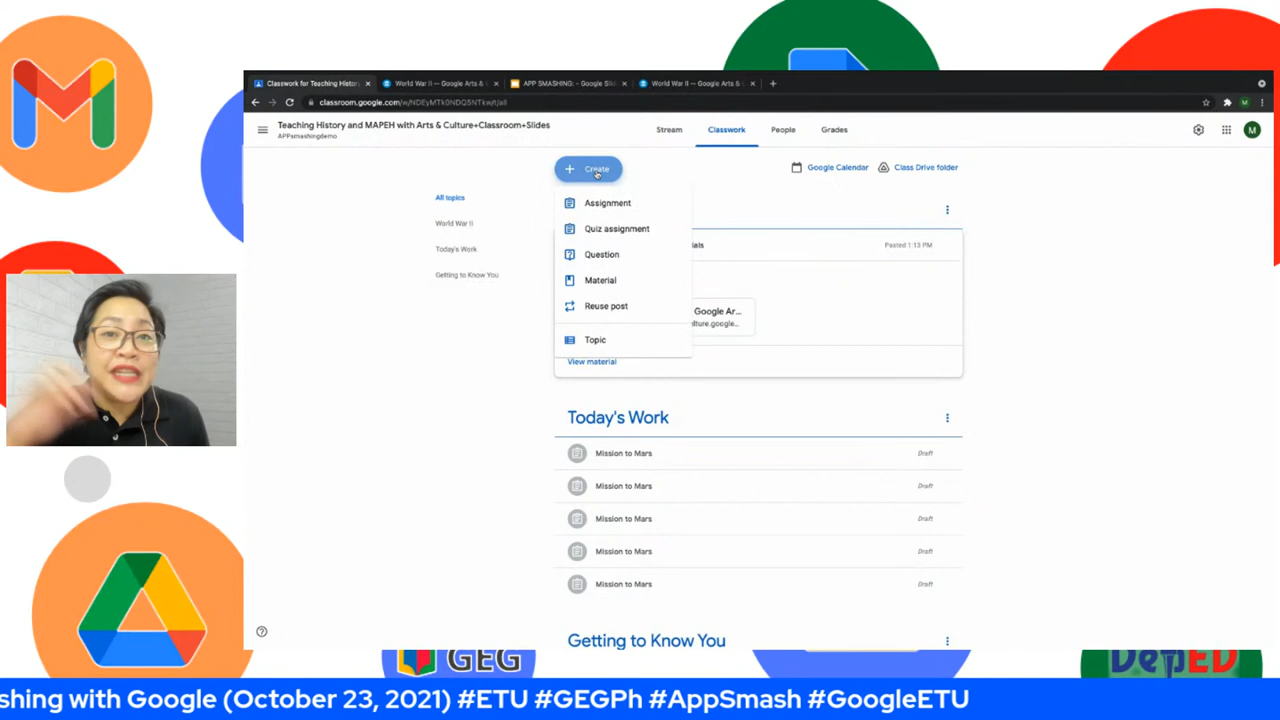 Classwork for Teaching History
World War II — Google Arts &
APP SMASHING: - Google Sli
World War II — Google Arts &
classroom.google.com/w/NDEyMTk0NDQ5NTkw/t/all
Teaching History and MAPEH with Arts & Culture+Classroom+Slides
APPsmashingdemo
Stream
Classwork
People
Grades
M
M
Create
Google Calendar
Class Drive folder
All topics
World War II
Today's Work
Getting to Know You
Assignment
Quiz assignment
Question
Material
Reuse post
Topic
Posted 1:13 PM
Google Ar...
View material
Today's Work
Mission to Mars
Draft
Mission to Mars
Draft
Mission to Mars
Draft
Mission to Mars
Draft
Mission to Mars
Draft
Getting to Know You
GEG
DepED
shing with Google (October 23, 2021) #ETU #GEGPh #AppSmash #GoogleETU